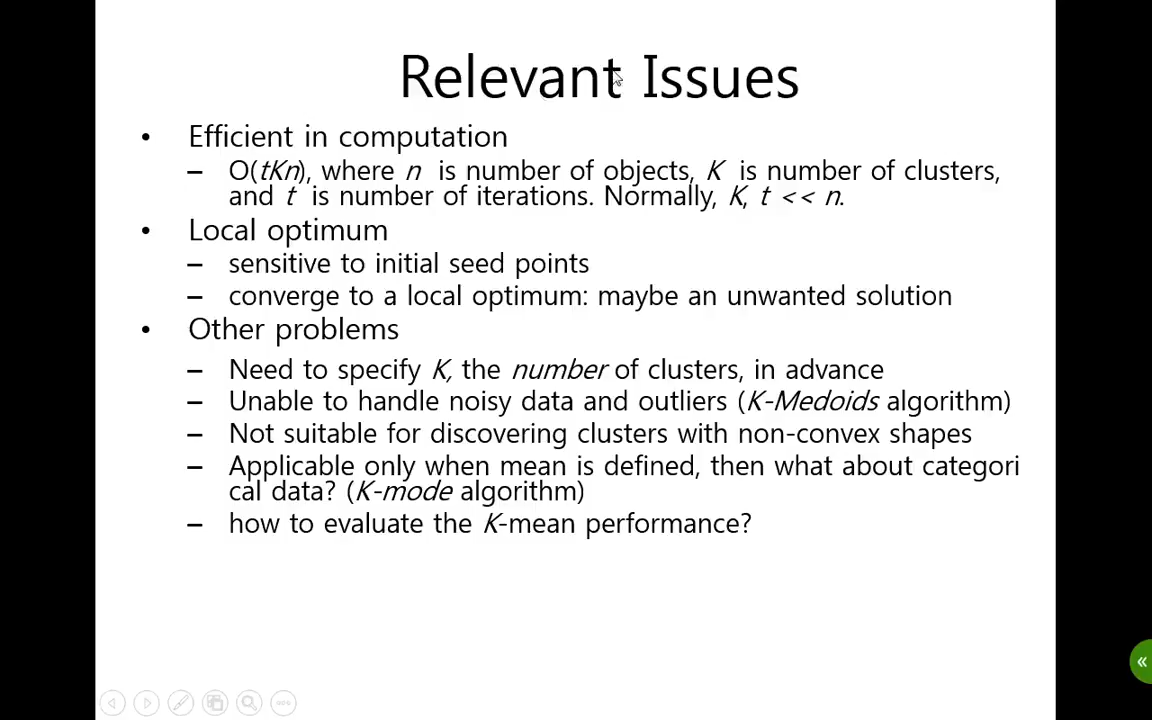 Relevant Issues
• Efficient in computation
– O(tKn), where n is number of objects, K is number of clusters,
and t is number of iterations. Normally, K, t << n.
• Local optimum
– sensitive to initial seed points
– converge to a local optimum: maybe an unwanted solution
• Other problems
– Need to specify K, the number of clusters, in advance
– Unable to handle noisy data and outliers (K-Medoids algorithm)
– Not suitable for discovering clusters with non-convex shapes
– Applicable only when mean is defined, then what about categori
cal data? (K-mode algorithm)
– how to evaluate the K-mean performance?